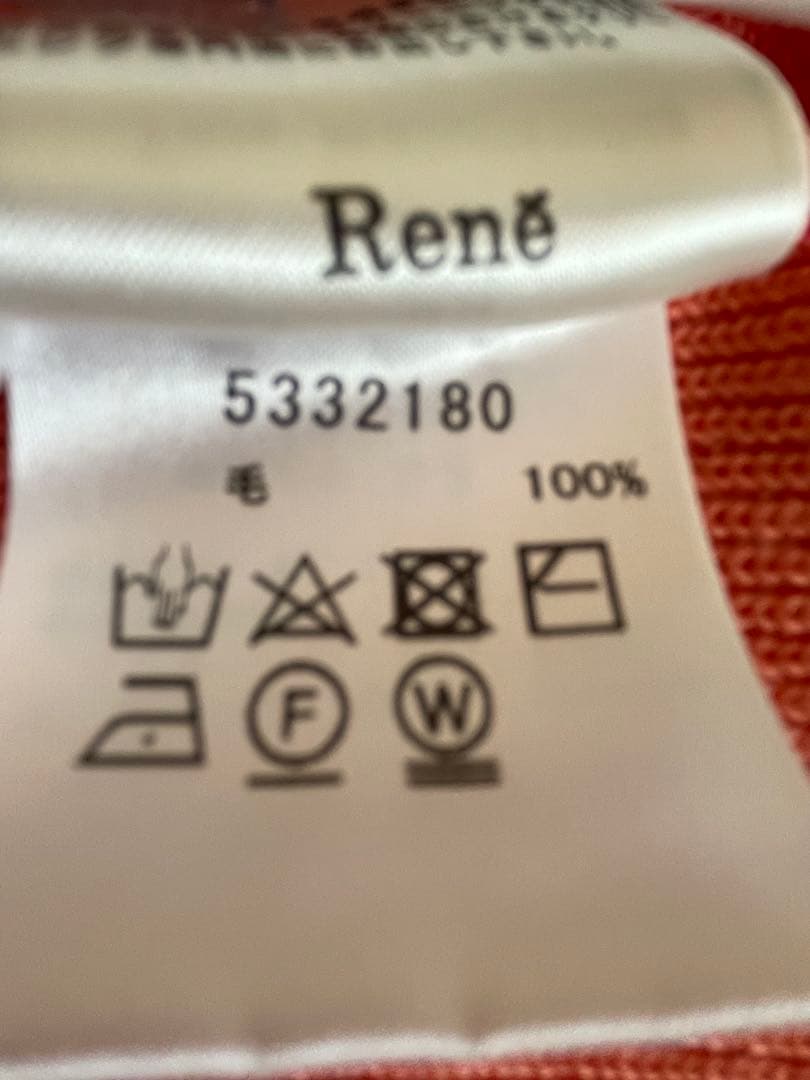 René
5332180
毛 100%
F W